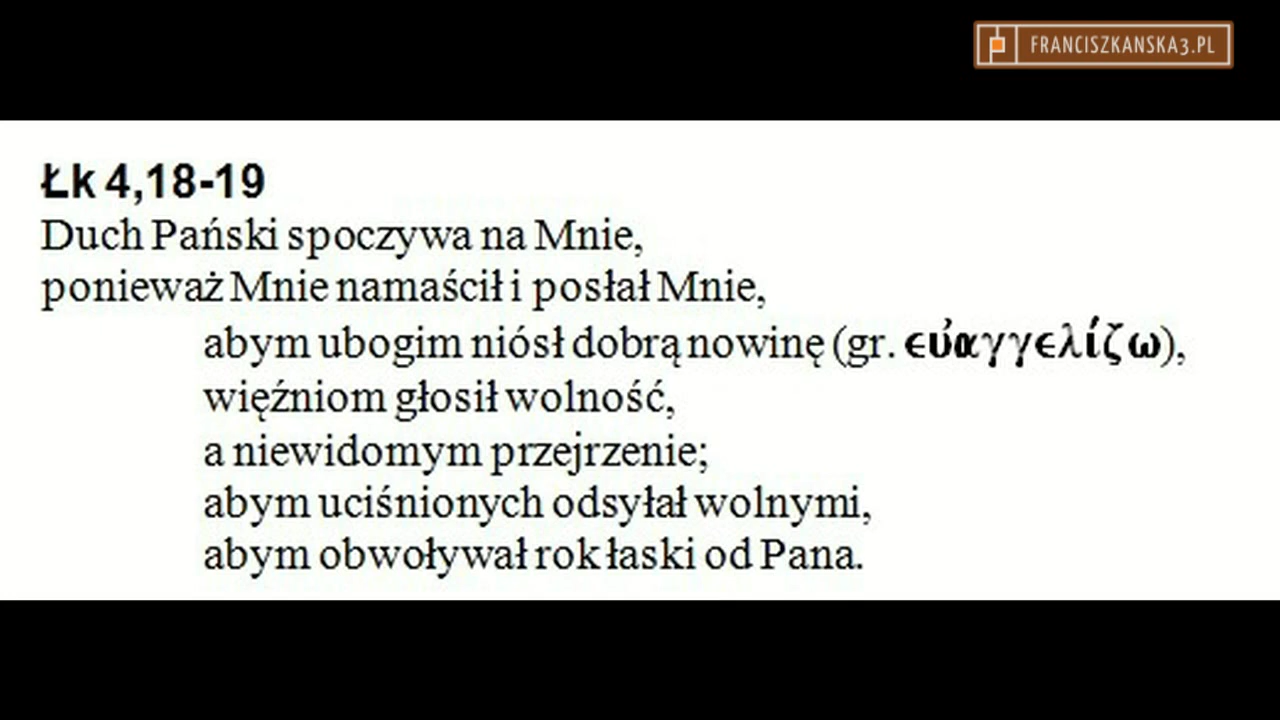 FRANCISZKANSKA3.PL
Łk 4,18-19
Duch Pański spoczywa na Mnie,
ponieważ Mnie namaścił i posłał Mnie,
abym ubogim niósł dobrą nowinę (gr. εὐαγγελίζω),
więźniom głosił wolność,
a niewidomym przejrzenie;
abym uciśnionych odsyłał wolnymi,
abym obwoływał rok łaski od Pana.